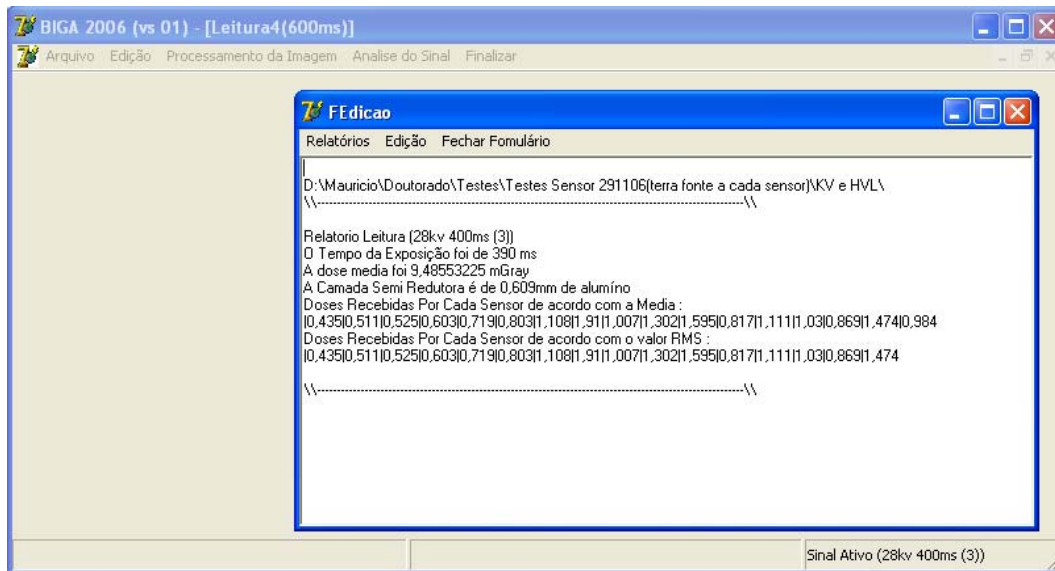 BIGA 2006 (vs 01) - [Leitura4(600ms)]
Arquivo Edição Processamento da Imagem Analise do Sinal Finalizar
FEdicao
Relatórios Edição Fechar Fomulário
D:\Mauricio\Doutorado\Testes\Testes Sensor 291106(terra fonte a cada sensor)\KV e HVL\
\\-----------------------------------------------------------------------------------------------------------\\
Relatorio Leitura (28kv 400ms (3))
O Tempo da Exposição foi de 390 ms
A dose media foi 9,48553225 mGray
A Camada Semi Redutora é de 0,609mm de alumíno
Doses Recebidas Por Cada Sensor de acordo com a Media :
|0,435|0,511|0,525|0,603|0,719|0,803|1,108|1,91|1,007|1,302|1,595|0,817|1,111|1,03|0,869|1,474|0,984
Doses Recebidas Por Cada Sensor de acordo com o valor RMS :
|0,435|0,511|0,525|0,603|0,719|0,803|1,108|1,91|1,007|1,302|1,595|0,817|1,111|1,03|0,869|1,474
\\-----------------------------------------------------------------------------------------------------------\\
Sinal Ativo (28kv 400ms (3))